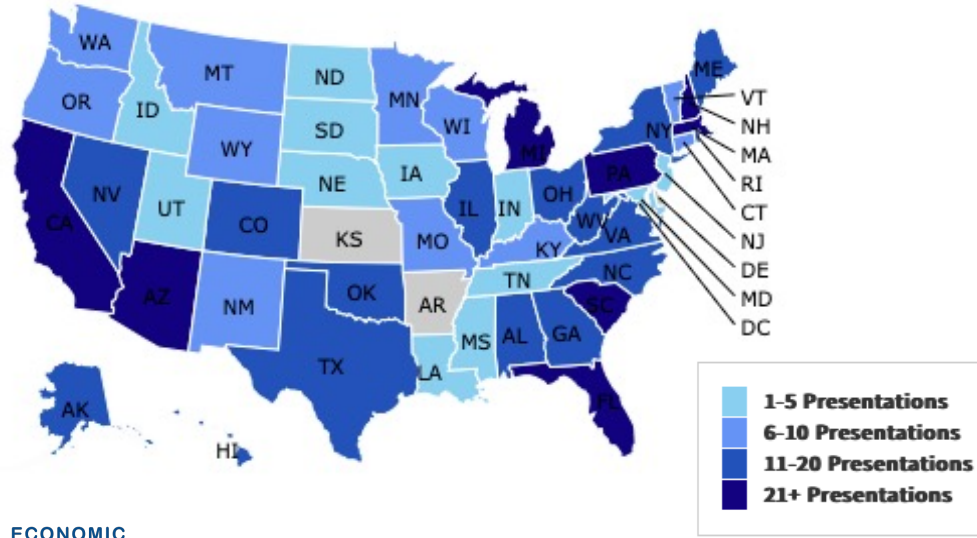 WA
MT
ND
MN
ME
OR
ID
SD
WI
MI
NY
VT
NH
MA
RI
CT
NJ
DE
MD
DC
WY
NE
IA
PA
NV
UT
CO
IL
IN
OH
WV
VA
CA
KS
MO
KY
NC
AZ
NM
OK
AR
TN
SC
MS
AL
GA
TX
LA
FL
AK
HI
1-5 Presentations
6-10 Presentations
11-20 Presentations
21+ Presentations
ECONOMIC